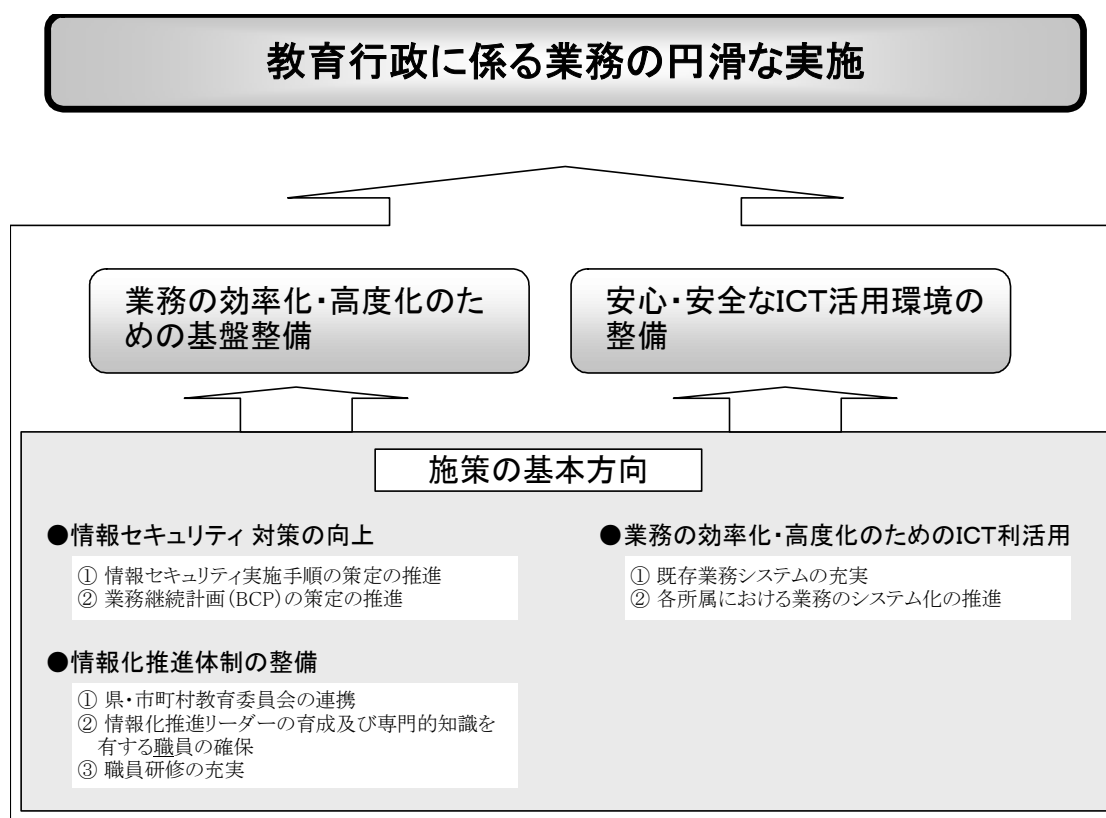 教育行政に係る業務の円滑な実施
業務の効率化・高度化のた
めの基盤整備
安心・安全なICT活用環境の
整備
施策の基本方向
●情報セキュリティ 対策の向上
① 情報セキュリティ実施手順の策定の推進
② 業務継続計画(BCP)の策定の推進
●情報化推進体制の整備
① 県・市町村教育委員会の連携
② 情報化推進リーダーの育成及び専門的知識を
有する職員の確保
③ 職員研修の充実
●業務の効率化・高度化のためのICT利活用
① 既存業務システムの充実
② 各所属における業務のシステム化の推進